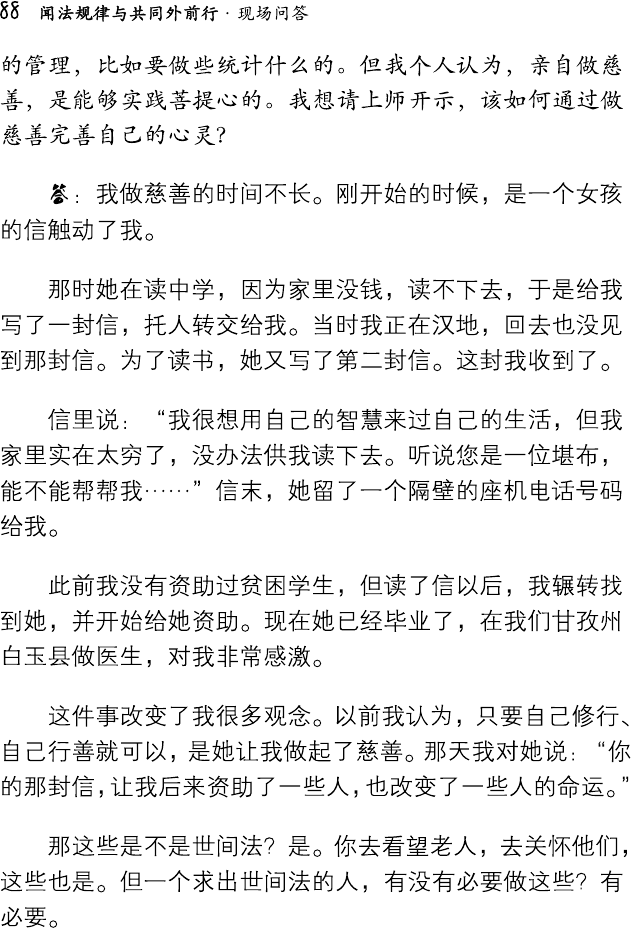 88 闻法规律与共同外前行·现场问答
的管理，比如要做些统计什么的。但我个人认为，亲自做慈
善，是能够实践菩提心的。我想请上师开示，该如何通过做
慈善完善自己的心灵？
答：我做慈善的时间不长。刚开始的时候，是一个女孩
的信触动了我。
那时她在读中学，因为家里没钱，读不下去，于是给我
写了一封信，托人转交给我。当时我正在汉地，回去也没见
到那封信。为了读书，她又写了第二封信。这封我收到了。
信里说：“我很想用自己的智慧来过自己的生活，但我
家里实在太穷了，没办法供我读下去。听说您是一位堪布，
能不能帮帮我……”信末，她留了一个隔壁的座机电话号码
给我。
此前我没有资助过贫困学生，但读了信以后，我辗转找
到她，并开始给她资助。现在她已经毕业了，在我们甘孜州
白玉县做医生，对我非常感激。
这件事改变了我很多观念。以前我认为，只要自己修行、
自己行善就可以，是她让我做起了慈善。那天我对她说：“你
的那封信，让我后来资助了一些人，也改变了一些人的命运。”
那这些是不是世间法？是。你去看望老人，去关怀他们，
这些也是。但一个求出世间法的人，有没有必要做这些？有
必要。